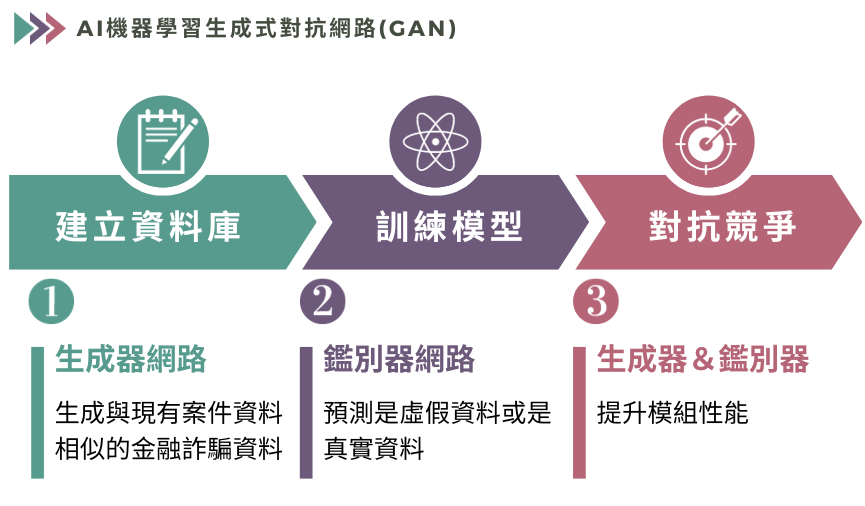 AI機器學習生成式對抗網路(GAN)
建立資料庫
訓練模型
對抗競爭
1
2
3
生成器網路
生成與現有案件資料
相似的金融詐騙資料
鑑別器網路
預測是虛假資料或是
真實資料
生成器＆鑑別器
提升模組性能